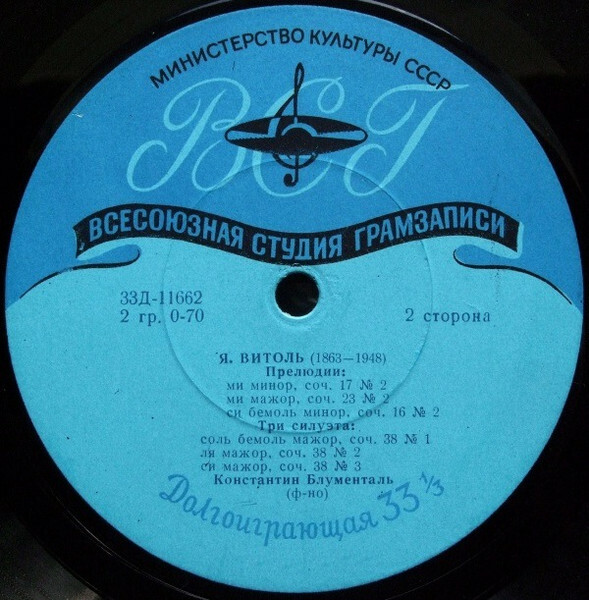 МИНИСТЕРСТВО КУЛЬТУРЫ СССР
ВСГ
ВСЕСОЮЗНАЯ СТУДИЯ ГРАМЗАПИСИ
33Д-11662
2 гр. 0-70
2 сторона
Я. ВИТОЛЬ (1863—1948)
Прелюдии:
ми минор, соч. 17 № 2
ми мажор, соч. 23 № 2
си бемоль минор, соч. 16 № 2
Три силуэта:
соль бемоль мажор, соч. 38 № 1
ля мажор, соч. 38 № 2
си мажор, соч. 38 № 3
Константин Блументаль
(ф-но)
Долгоиграющая 33 1/3